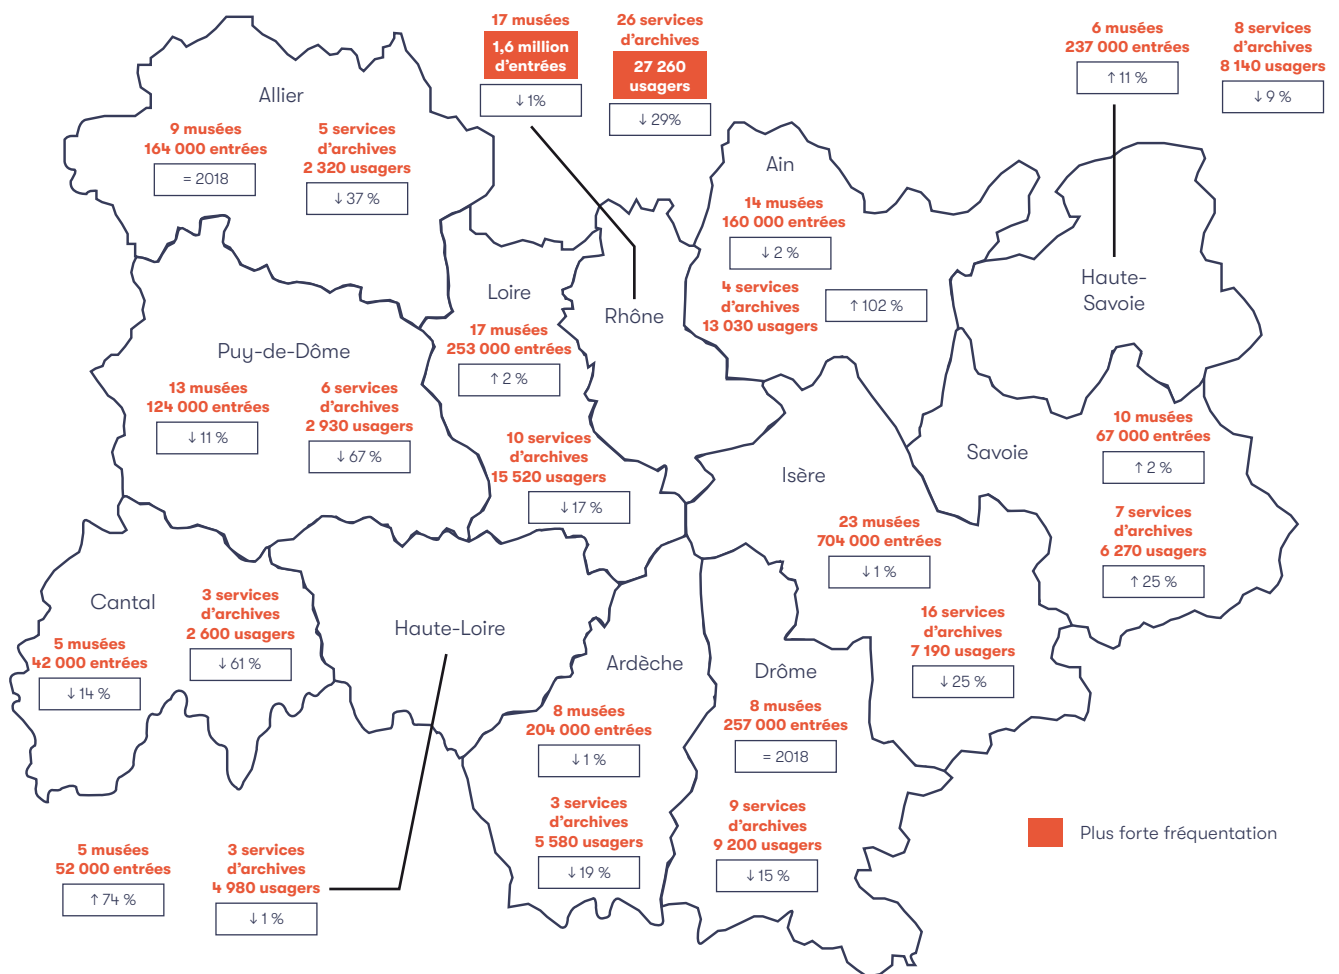 17 musées
1,6 million
d'entrées
↓ 1%
26 services
d'archives
27 260
usagers
↓ 29%
6 musées
237 000 entrées
↑ 11 %
8 services
d'archives
8 140 usagers
↓ 9 %
Allier
9 musées
164 000 entrées
= 2018
5 services
d'archives
2 320 usagers
↓ 37 %
Ain
14 musées
160 000 entrées
↓ 2 %
4 services
d'archives
13 030 usagers
↑ 102 %
Haute-
Savoie
Loire
17 musées
253 000 entrées
↑ 2 %
10 services
d'archives
15 520 usagers
↓ 17 %
Rhône
Puy-de-Dôme
13 musées
124 000 entrées
↓ 11 %
6 services
d'archives
2 930 usagers
↓ 67 %
Savoie
10 musées
67 000 entrées
↑ 2 %
7 services
d'archives
6 270 usagers
↑ 25 %
Isère
23 musées
704 000 entrées
↓ 1 %
16 services
d'archives
7 190 usagers
↓ 25 %
Cantal
5 musées
42 000 entrées
↓ 14 %
3 services
d'archives
2 600 usagers
↓ 61 %
Haute-Loire
Ardèche
8 musées
204 000 entrées
↓ 1 %
3 services
d'archives
5 580 usagers
↓ 19 %
Drôme
8 musées
257 000 entrées
= 2018
9 services
d'archives
9 200 usagers
↓ 15 %
5 musées
52 000 entrées
↑ 74 %
3 services
d'archives
4 980 usagers
↓ 1 %
Plus forte fréquentation